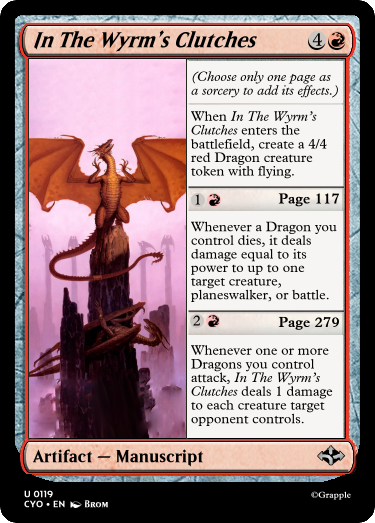 In The Wyrm's Clutches 4
(Choose only one page as
a sorcery to add its effects.)
When In The Wyrm's
Clutches enters the
battlefield, create a 4/4
red Dragon creature
token with flying.
1 Page 117
Whenever a Dragon you
control dies, it deals
damage equal to its
power to up to one
target creature,
planeswalker, or battle.
2 Page 279
Whenever one or more
Dragons you control
attack, In The Wyrm's
Clutches deals 1 damage
to each creature target
opponent controls.
Artifact — Manuscript
U 0119
CYO • EN BROM
©Grapple